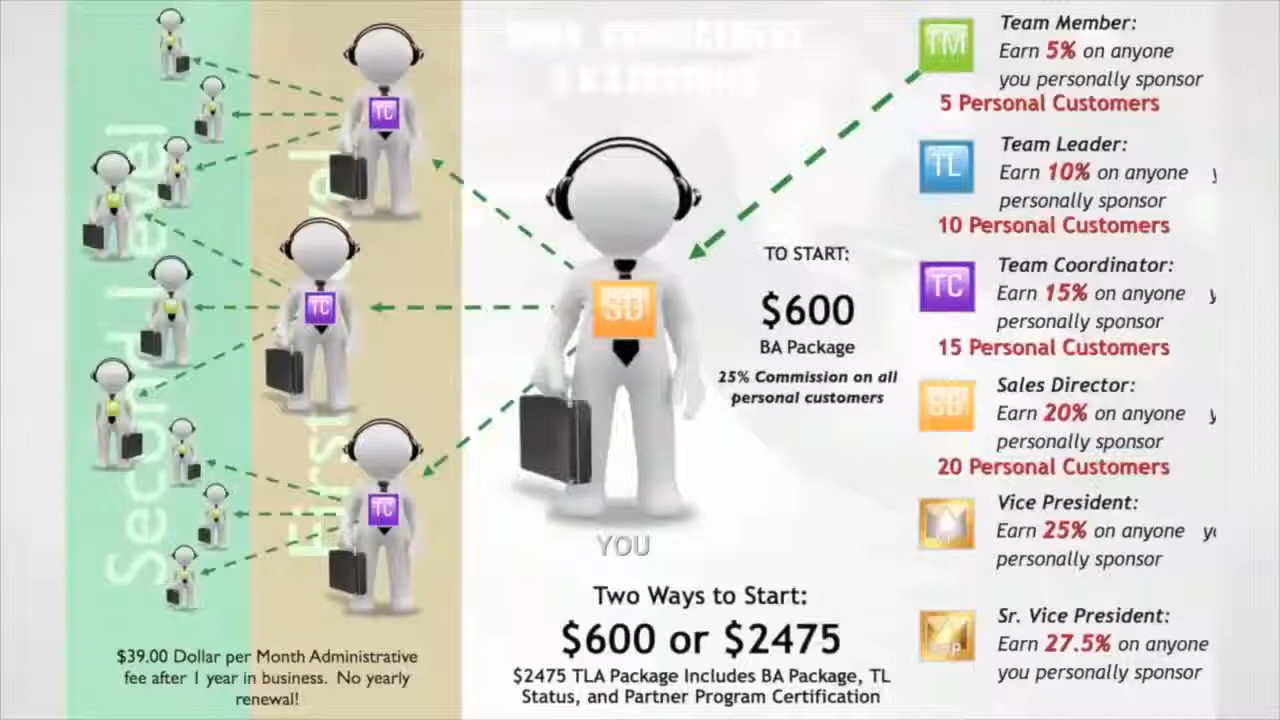 Second Level
First Level
TC
TC
TC
$39.00 Dollar per Month Administrative
fee after 1 year in business. No yearly
renewal!
SD
YOU
TO START:
$600
BA Package
25% Commission on all
personal customers
Two Ways to Start:
$600 or $2475
$2475 TLA Package Includes BA Package, TL
Status, and Partner Program Certification
TM
Team Member:
Earn 5% on anyone
you personally sponsor
5 Personal Customers
TL
Team Leader:
Earn 10% on anyone y
personally sponsor
10 Personal Customers
TC
Team Coordinator:
Earn 15% on anyone y
personally sponsor
15 Personal Customers
SD
Sales Director:
Earn 20% on anyone y
personally sponsor
20 Personal Customers
Vice President:
Earn 25% on anyone yo
personally sponsor
Sr. Vice President:
Earn 27.5% on anyone
you personally sponsor